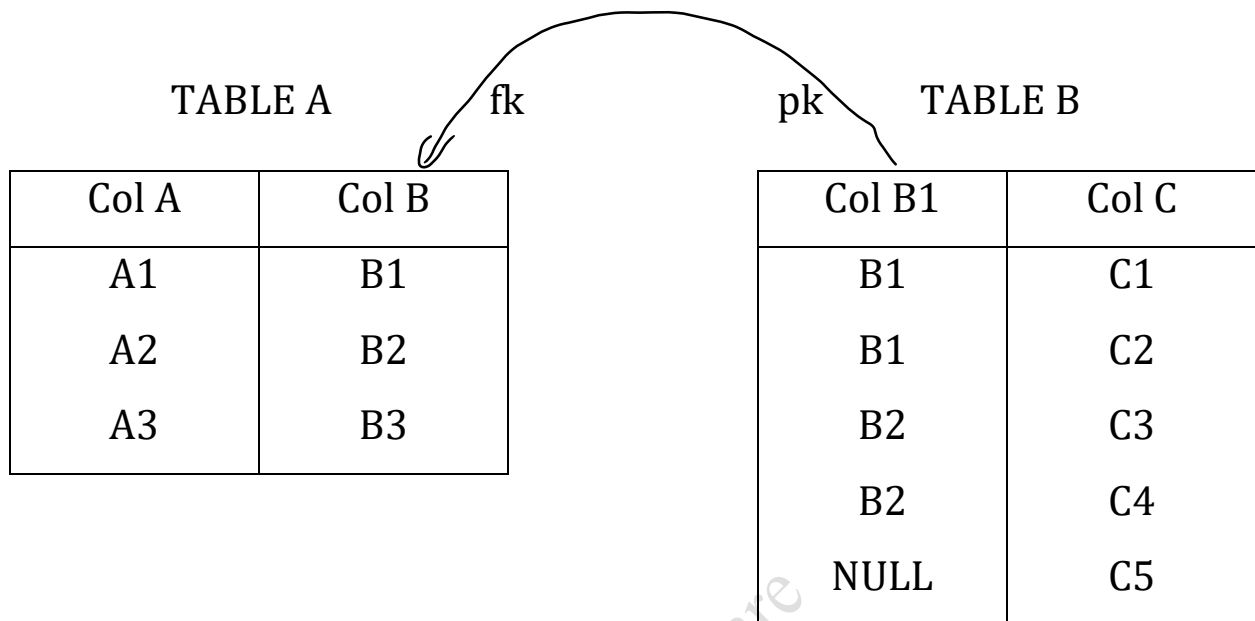 TABLE A fk pk TABLE B
Col A Col B Col B1 Col C
A1 B1 B1 C1
A2 B2 B1 C2
A3 B3 B2 C3
B2 C4
NULL C5